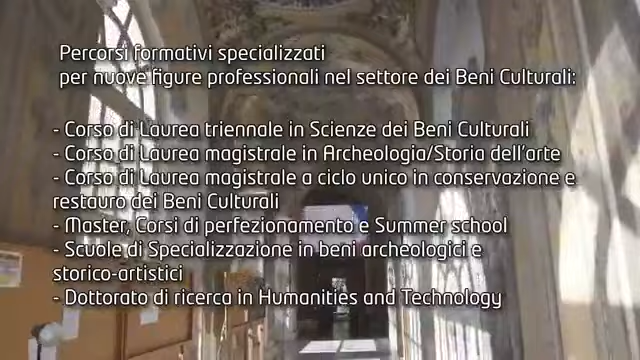 Percorsi formativi specializzati
per nuove figure professionali nel settore dei Beni Culturali:
- Corso di Laurea triennale in Scienze dei Beni Culturali
- Corso di Laurea magistrale in Archeologia/Storia dell'arte
- Corso di Laurea magistrale a ciclo unico in conservazione e
restauro dei Beni Culturali
- Master, Corsi di perfezionamento e Summer school
- Scuole di Specializzazione in beni archeologici e
storico-artistici
- Dottorato di ricerca in Humanities and Technology